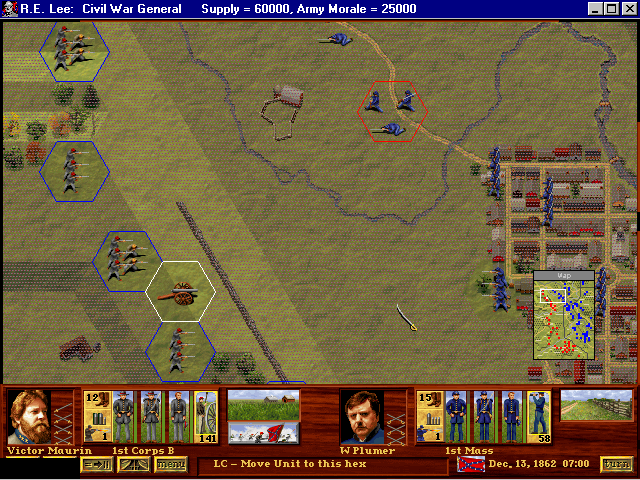 R.E. Lee: Civil War General Supply = 60000, Army Morale = 25000
Map
12
1
141
15
1
58
Victor Maurin 1st Corps B W Plumer 1st Mass
menu LC - Move Unit to this hex Dec. 13, 1862 07:00 turn